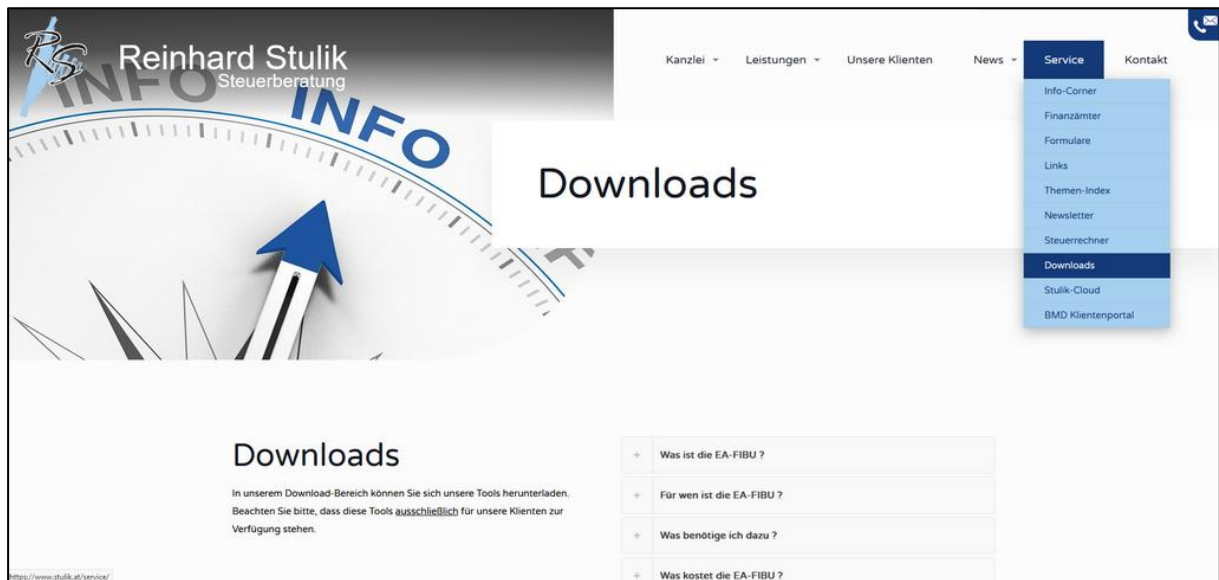 RS
Reinhard Stulik
Steuerberatung
INFO
INFO
Kanzlei
Leistungen
Unsere Klienten
News
Service
Kontakt
Info-Corner
Finanzämter
Formulare
Links
Themen-Index
Newsletter
Steuerrechner
Downloads
Stulik-Cloud
BMD Klientenportal
Downloads
Downloads
In unserem Download-Bereich können Sie sich unsere Tools herunterladen.
Beachten Sie bitte, dass diese Tools ausschließlich für unsere Klienten zur
Verfügung stehen.
+ Was ist die EA-FIBU ?
+ Für wen ist die EA-FIBU ?
+ Was benötige ich dazu ?
+ Was kostet die EA-FIBU ?
https://www.stulik.at/service/